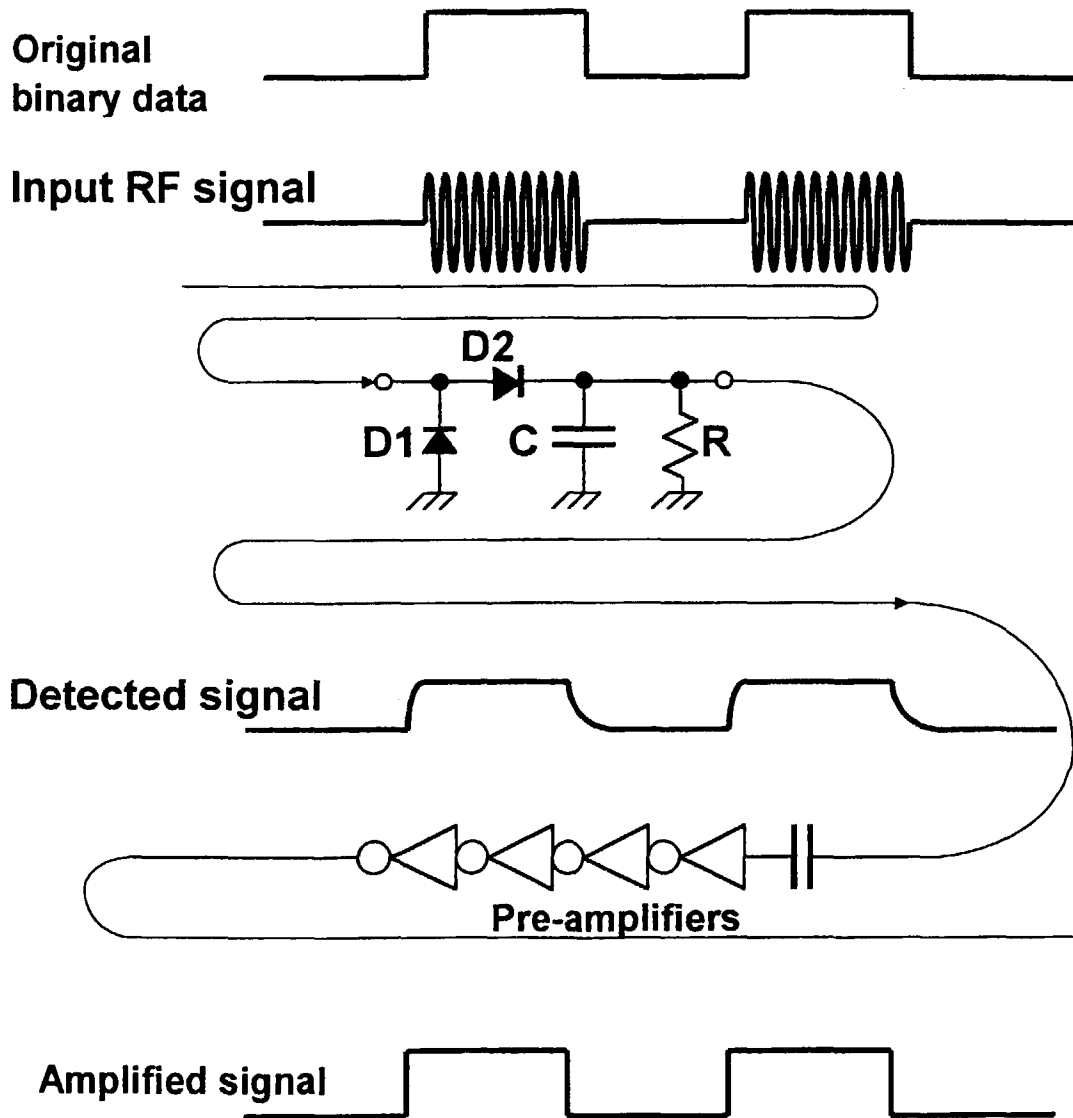 Original
binary data
Input RF signal
D2
D1
C
R
Detected signal
Pre-amplifiers
Amplified signal